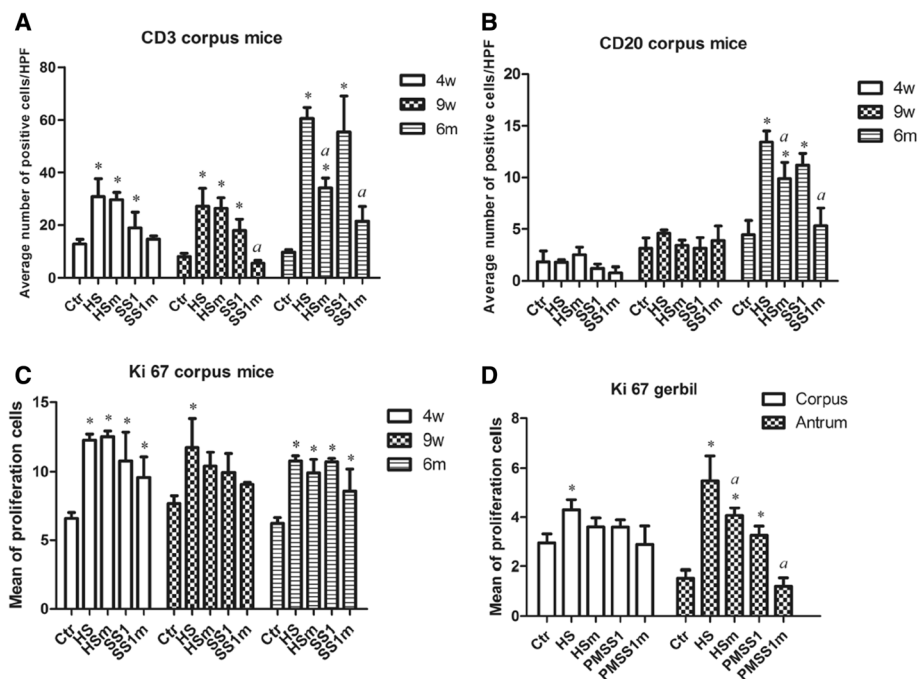 A
CD3 corpus mice
Average number of positive cells/HPF
80
60
40
20
0
* * * * * * * a * a * * a
Ctr HS HSm SS1 SS1m Ctr HS HSm SS1 SS1m Ctr HS HSm SS1 SS1m
4w
9w
6m
B
CD20 corpus mice
Average number of positive cells/HPF
20
15
10
5
0
* a * * a
Ctr HS HSm SS1 SS1m Ctr HS HSm SS1 SS1m Ctr HS HSm SS1 SS1m
4w
9w
6m
C
Ki 67 corpus mice
Mean of proliferation cells
15
10
5
0
* * * * * * * * *
Ctr HS HSm SS1 SS1m Ctr HS HSm SS1 SS1m Ctr HS HSm SS1 SS1m
4w
9w
6m
D
Ki 67 gerbil
Mean of proliferation cells
8
6
4
2
0
* * a * * a
Ctr HS HSm PMSS1 PMSS1m Ctr HS HSm PMSS1 PMSS1m
Corpus
Antrum